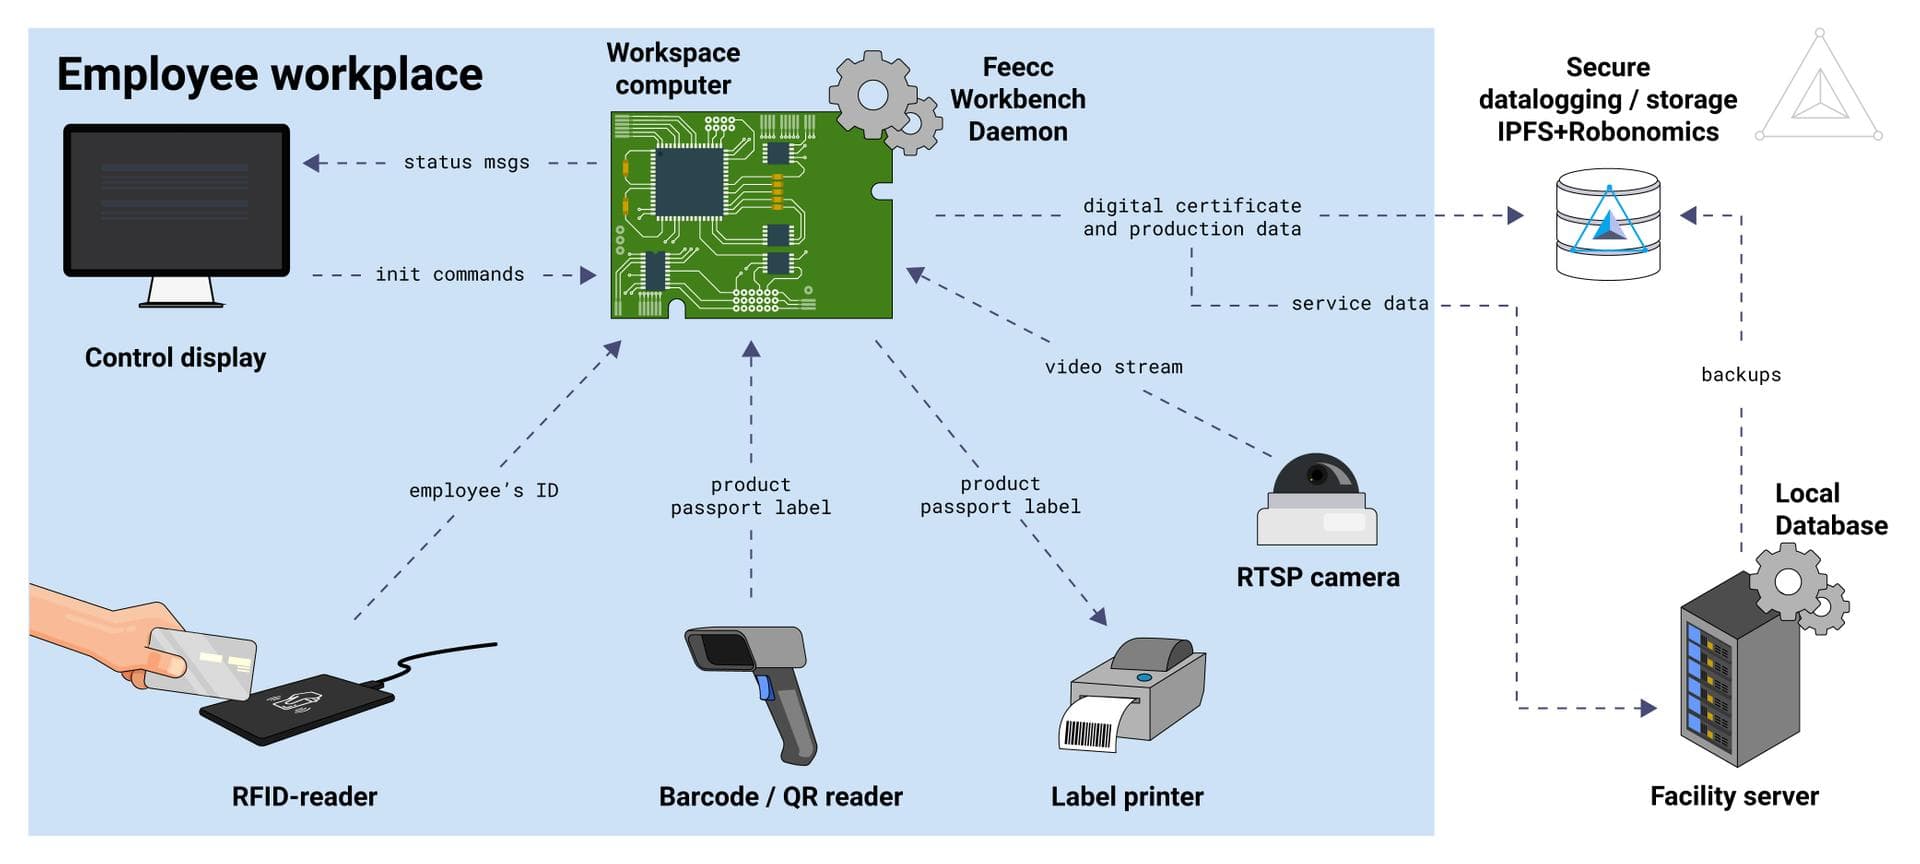 Employee workplace
Workspace
computer
Feecc
Workbench
Daemon
Secure
datalogging / storage
IPFS+Robonomics
status msgs
digital certificate
and production data
init commands
service data
Control display
video stream
backups
employee’s ID
product
passport label
product
passport label
Local
Database
RTSP camera
RFID-reader
Barcode / QR reader
Label printer
Facility server